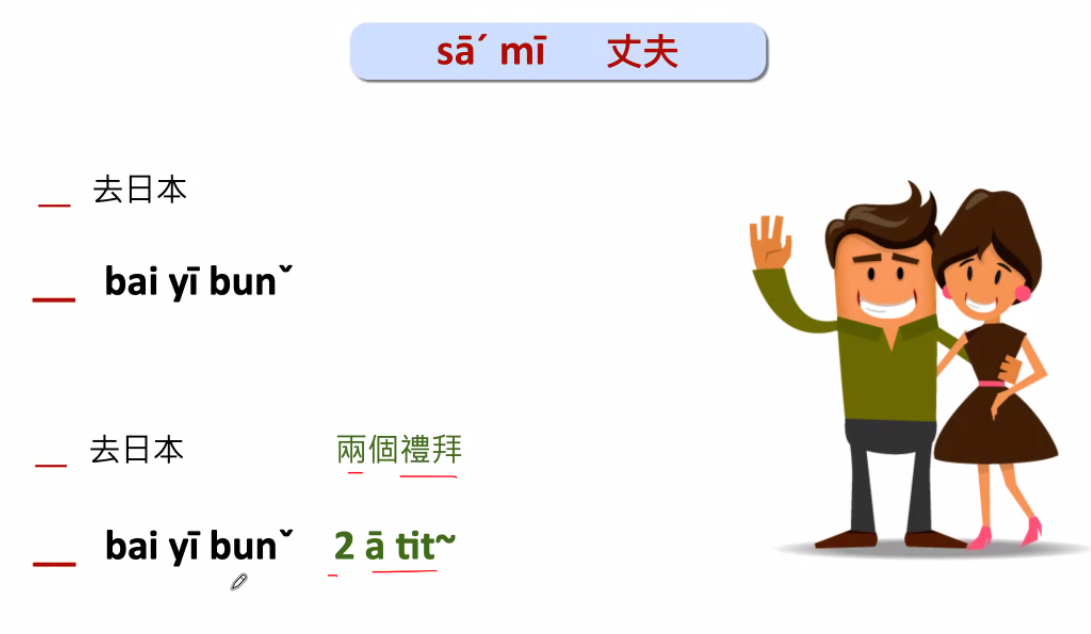 sā´ mī 丈夫
__ 去日本
__ bai yī bunˇ
__ 去日本 兩個禮拜
__ bai yī bunˇ 2 ā tit~